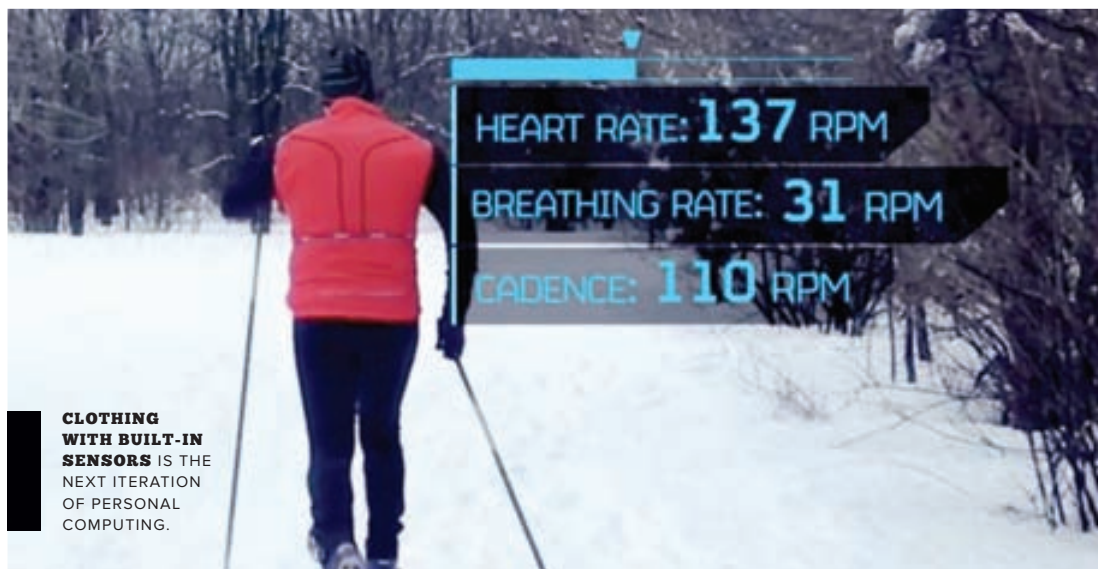 HEART RATE: 137 RPM
BREATHING RATE: 31 RPM
CADENCE: 110 RPM
CLOTHING
WITH BUILT-IN
SENSORS IS THE
NEXT ITERATION
OF PERSONAL
COMPUTING.